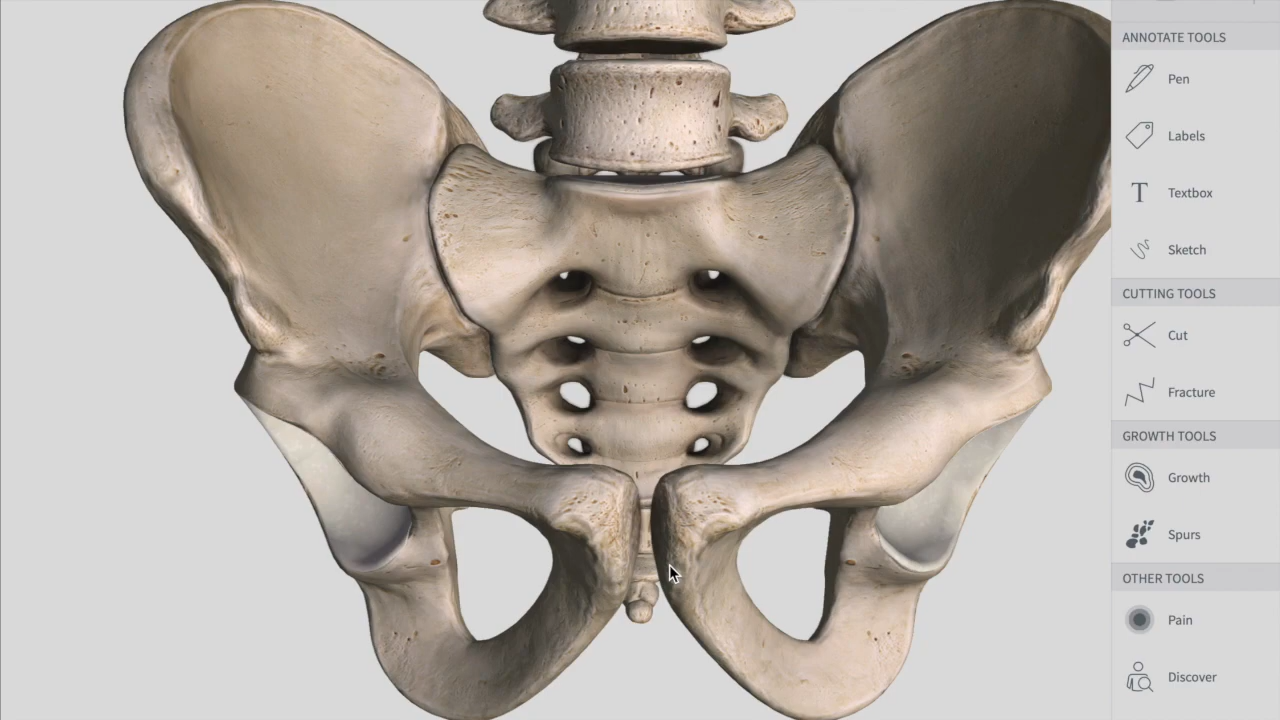 ANNOTATE TOOLS
Pen
Labels
Textbox
Sketch
CUTTING TOOLS
Cut
Fracture
GROWTH TOOLS
Growth
Spurs
OTHER TOOLS
Pain
Discover